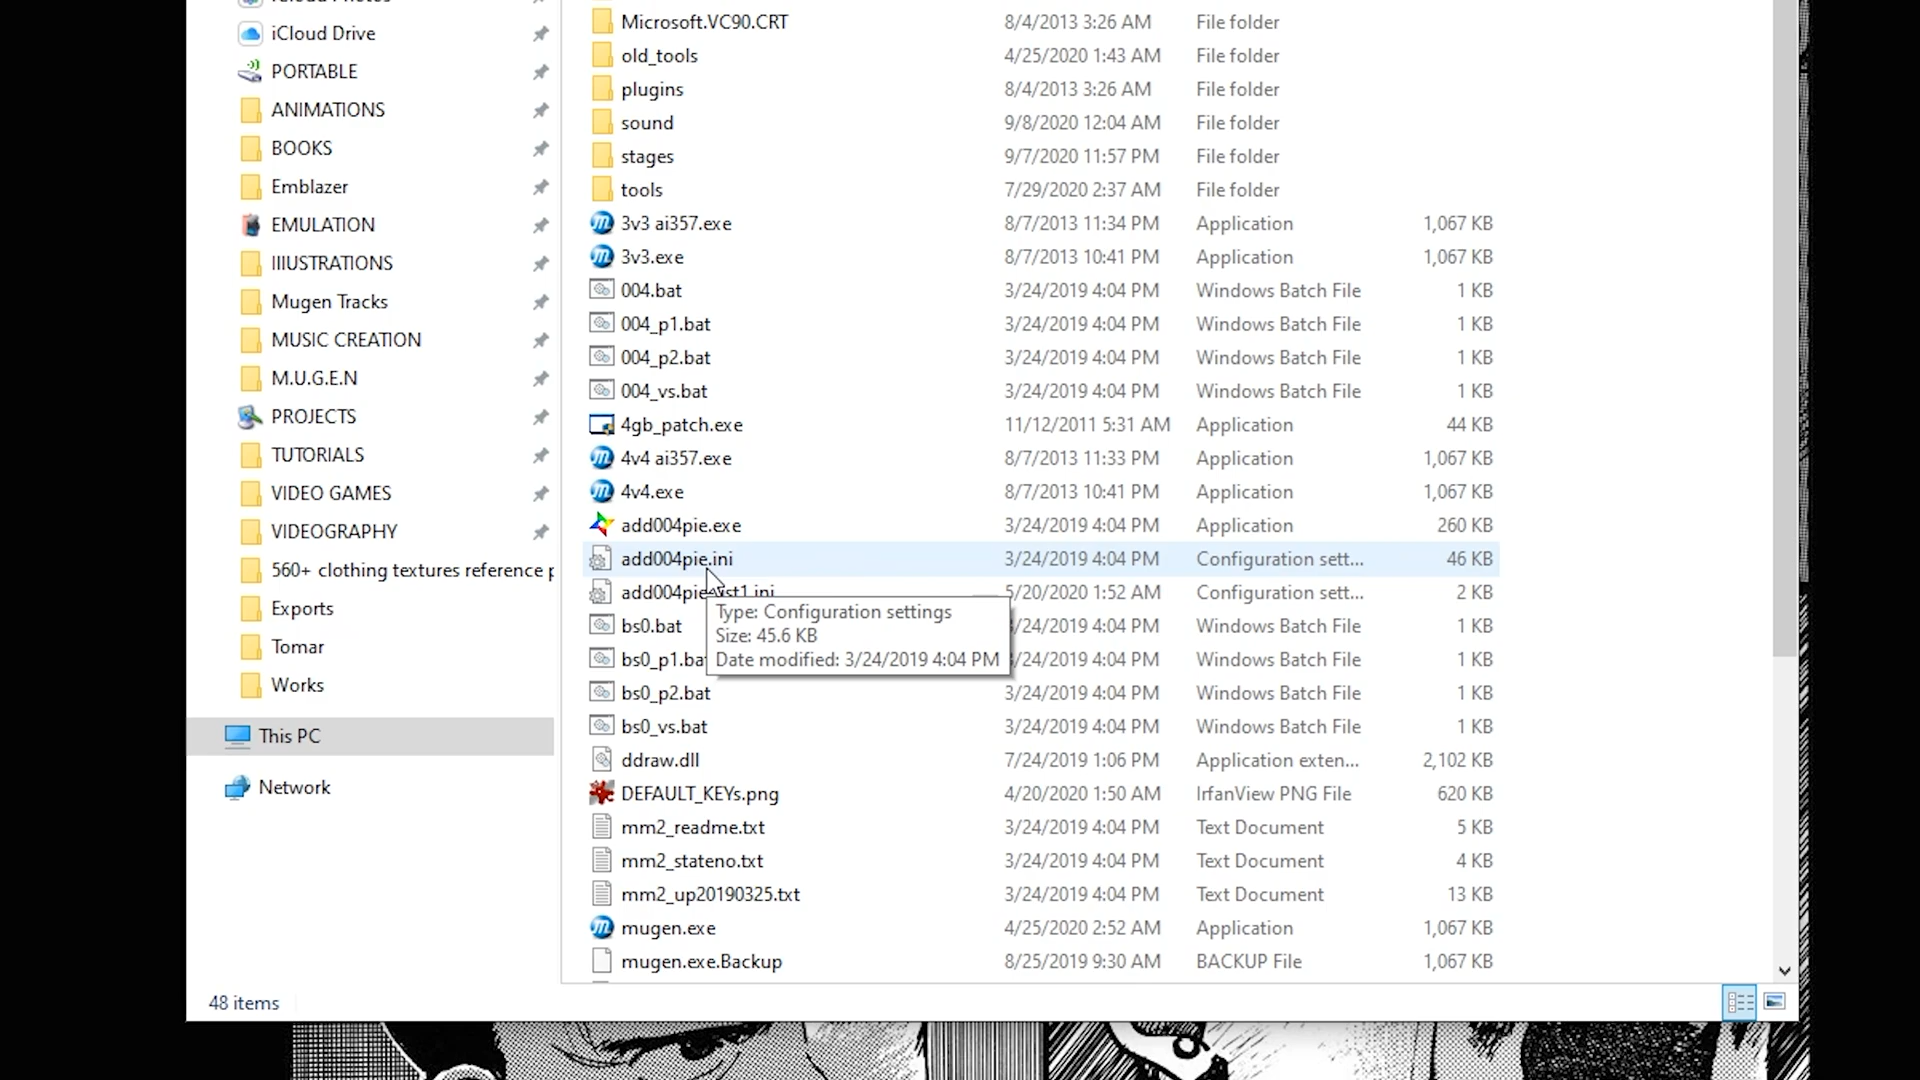 iCloud Photos
iCloud Drive
PORTABLE
ANIMATIONS
BOOKS
Emblazer
EMULATION
IIIUSTRATIONS
Mugen Tracks
MUSIC CREATION
M.U.G.E.N
PROJECTS
TUTORIALS
VIDEO GAMES
VIDEOGRAPHY
560+ clothing textures reference p
Exports
Tomar
Works
This PC
Network
Microsoft.VC90.CRT 8/4/2013 3:26 AM File folder
old_tools 4/25/2020 1:43 AM File folder
plugins 8/4/2013 3:26 AM File folder
sound 9/8/2020 12:04 AM File folder
stages 9/7/2020 11:57 PM File folder
tools 7/29/2020 2:37 AM File folder
3v3 ai357.exe 8/7/2013 11:34 PM Application 1,067 KB
3v3.exe 8/7/2013 10:41 PM Application 1,067 KB
004.bat 3/24/2019 4:04 PM Windows Batch File 1 KB
004_p1.bat 3/24/2019 4:04 PM Windows Batch File 1 KB
004_p2.bat 3/24/2019 4:04 PM Windows Batch File 1 KB
004_vs.bat 3/24/2019 4:04 PM Windows Batch File 1 KB
4gb_patch.exe 11/12/2011 5:31 AM Application 44 KB
4v4 ai357.exe 8/7/2013 11:33 PM Application 1,067 KB
4v4.exe 8/7/2013 10:41 PM Application 1,067 KB
add004pie.exe 3/24/2019 4:04 PM Application 260 KB
add004pie.ini 3/24/2019 4:04 PM Configuration sett... 46 KB
add004pie st1.ini 5/20/2020 1:52 AM Configuration sett... 2 KB
Type: Configuration settings
Size: 45.6 KB
Date modified: 3/24/2019 4:04 PM
bs0.bat /24/2019 4:04 PM Windows Batch File 1 KB
bs0_p1.bat /24/2019 4:04 PM Windows Batch File 1 KB
bs0_p2.bat 3/24/2019 4:04 PM Windows Batch File 1 KB
bs0_vs.bat 3/24/2019 4:04 PM Windows Batch File 1 KB
ddraw.dll 7/24/2019 1:06 PM Application exten... 2,102 KB
DEFAULT_KEYs.png 4/20/2020 1:50 AM IrfanView PNG File 620 KB
mm2_readme.txt 3/24/2019 4:04 PM Text Document 5 KB
mm2_stateno.txt 3/24/2019 4:04 PM Text Document 4 KB
mm2_up20190325.txt 3/24/2019 4:04 PM Text Document 13 KB
mugen.exe 4/25/2020 2:52 AM Application 1,067 KB
mugen.exe.Backup 8/25/2019 9:30 AM BACKUP File 1,067 KB
48 items